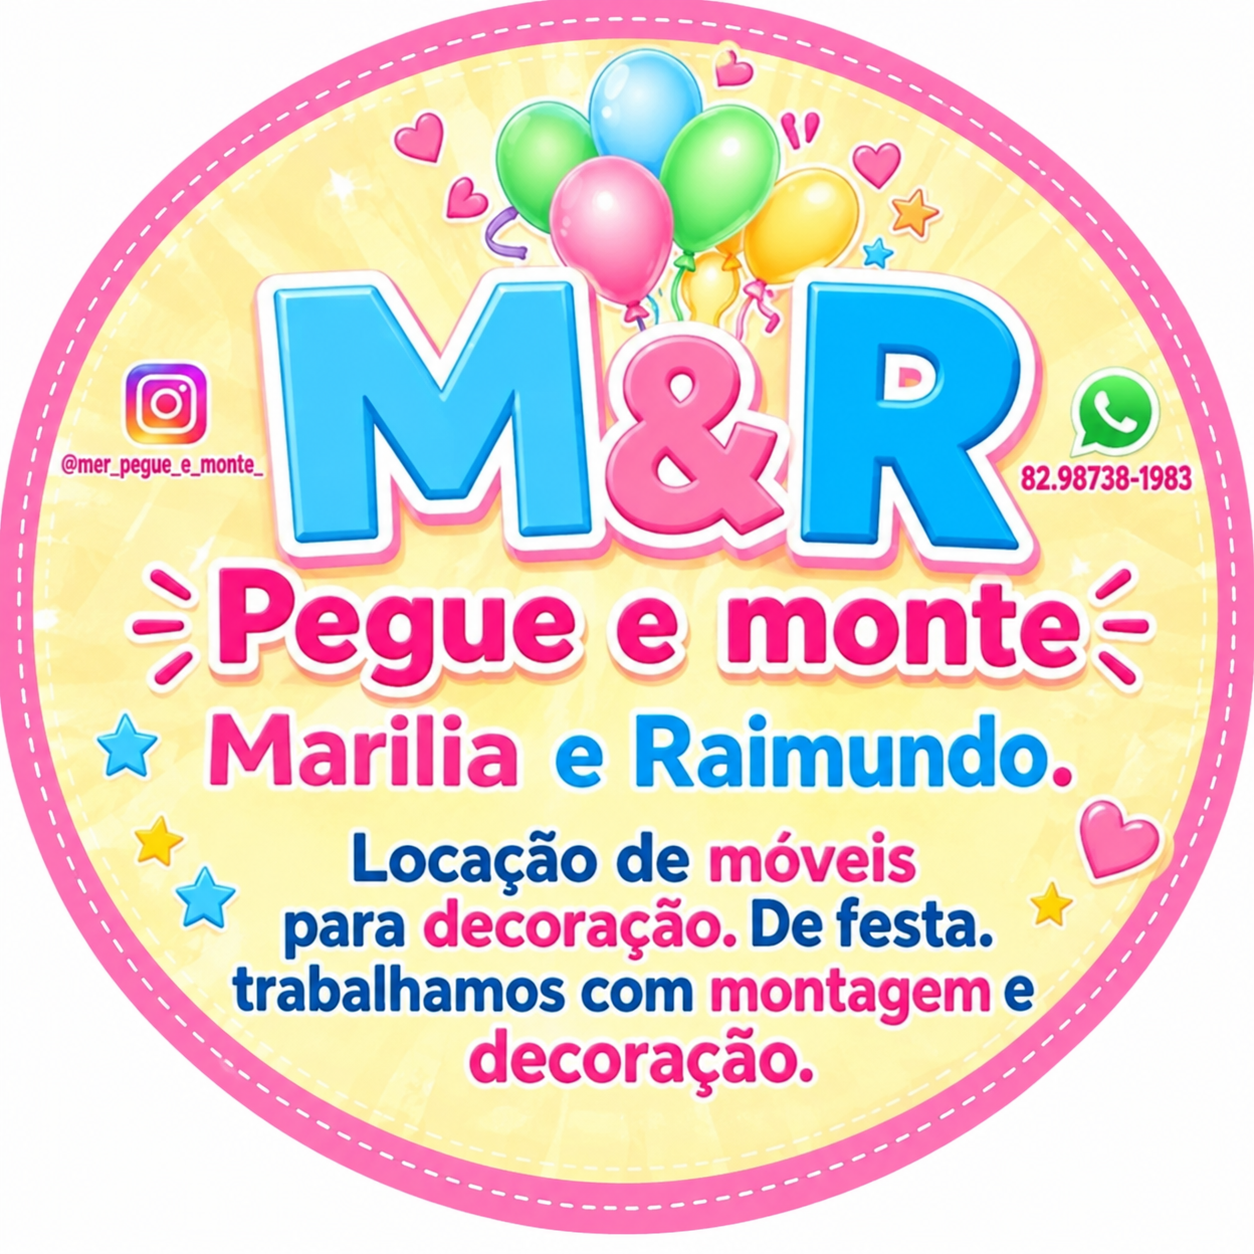 M&R
@mer_pegue_e_monte_
82.98738-1983
Pegue e monte
Marilia e Raimundo.
Locação de móveis
para decoração. De festa.
trabalhamos com montagem e
decoração.